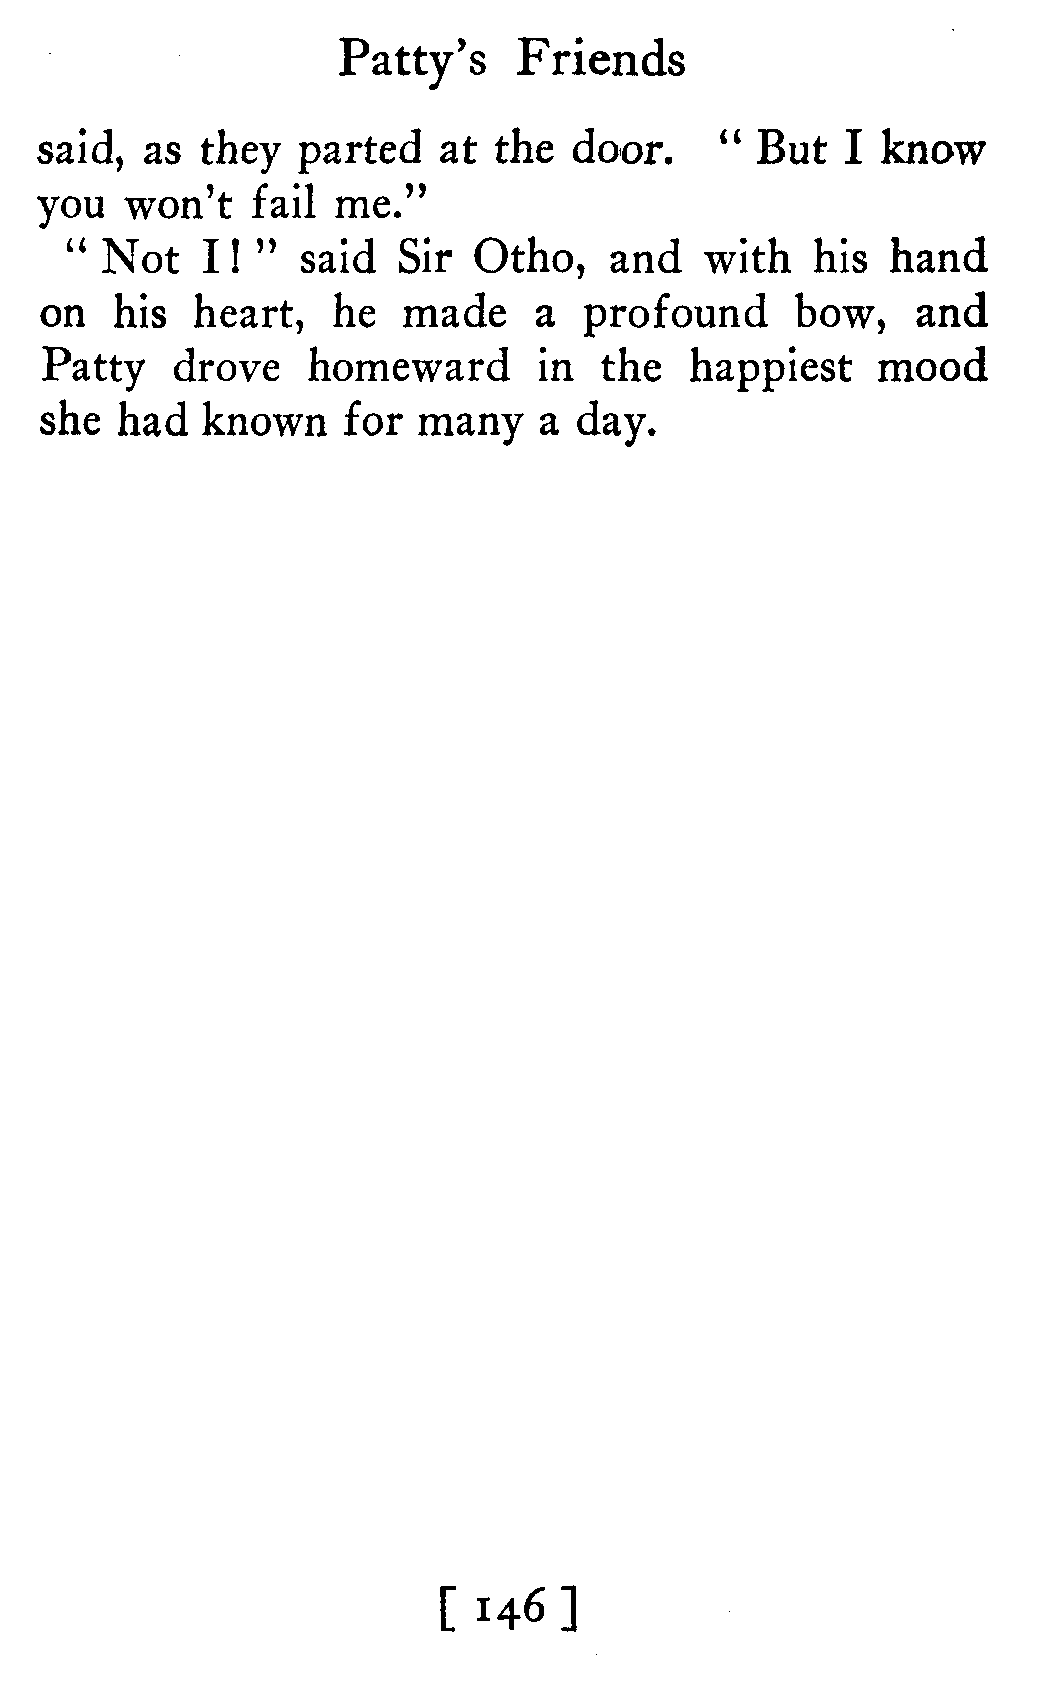 Patty's Friends
said, as they parted at the door. " But I know
you won't fail me."
" Not I! " said Sir Otho, and with his hand
on his heart, he made a profound bow, and
Patty drove homeward in the happiest mood
she had known for many a day.
[ 146 ]